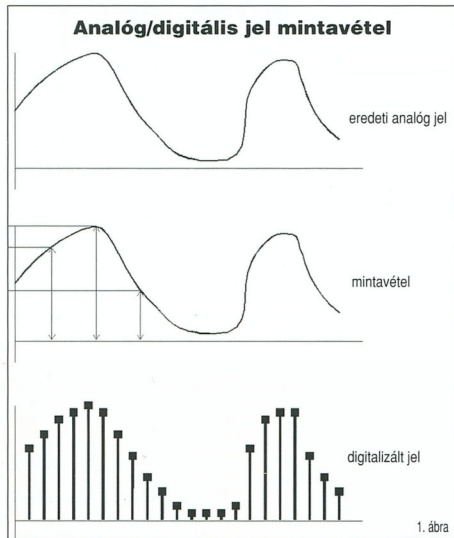 Analóg/digitális jel mintavétel
eredeti analóg jel
mintavétel
digitalizált jel
1. ábra